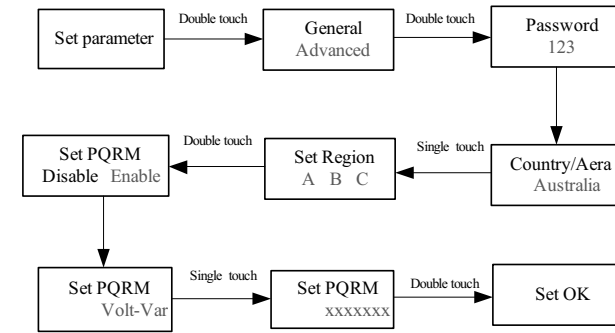 Set parameter
Double touch
General
Advanced
Double touch
Password
123
Country/Aera
Australia
Single touch
Set Region
A B C
Double touch
Set PQRM
Disable Enable
Set PQRM
Volt-Var
Single touch
Set PQRM
xxxxxxx
Double touch
Set OK